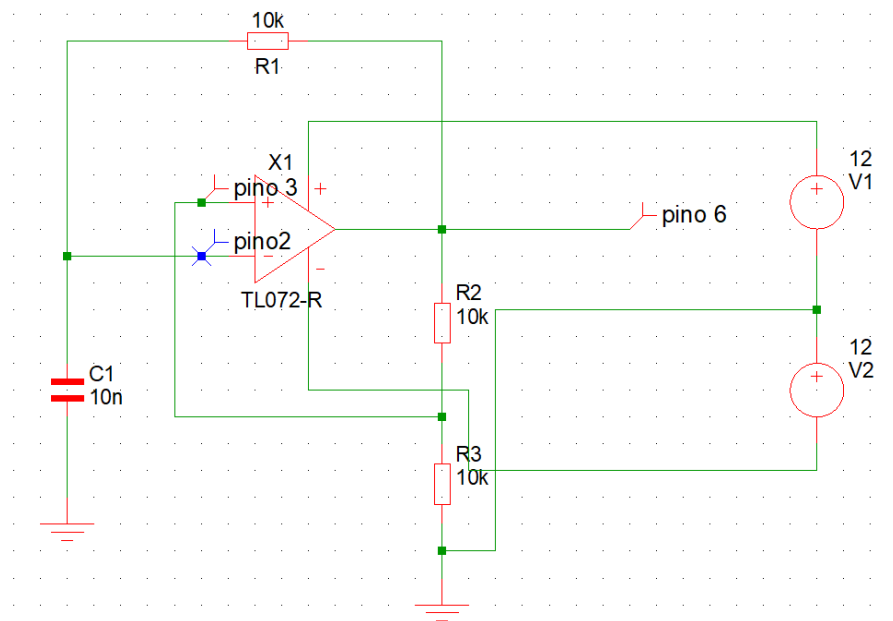 10k
R1
X1
pino 3
+
+
pino2
−
−
TL072-R
pino 6
12
V1
+
R2
10k
12
V2
+
C1
10n
R3
10k